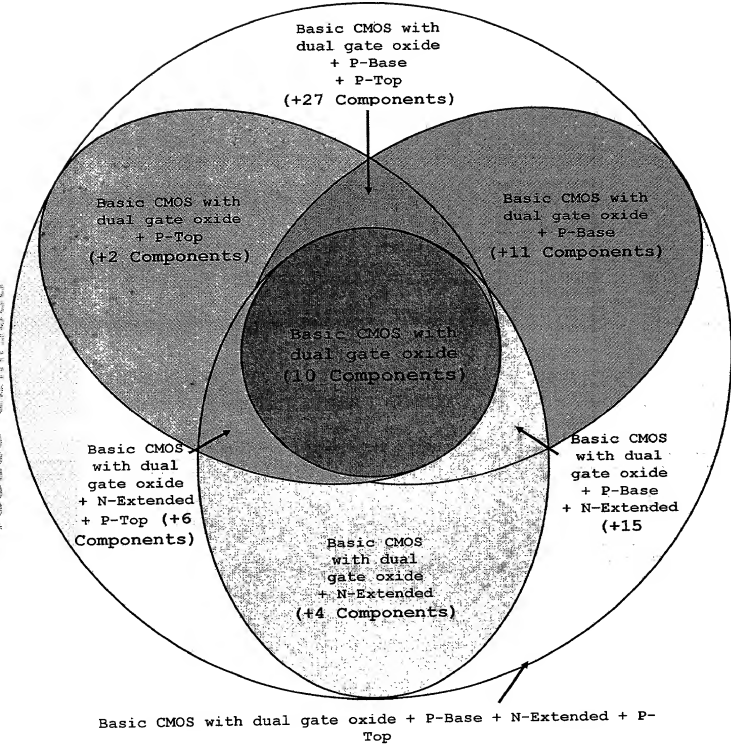 Basic CMOS with
dual gate oxide
+ P-Base
+ P-Top
(+27 Components)
Basic CMOS with
dual gate oxide
+ P-Top
(+2 Components)
Basic CMOS with
dual gate oxide
+ P-Base
(+11 Components)
Basic CMOS with
dual gate oxide
(10 Components)
Basic CMOS
with dual
gate oxide
+ N-Extended
+ P-Top (+6
Components)
Basic CMOS
with dual
gate oxide
+ P-Base
+ N-Extended
(+15
Basic CMOS
with dual
gate oxide
+ N-Extended
(+4 Components)
Basic CMOS with dual gate oxide + P-Base + N-Extended + P-
Top